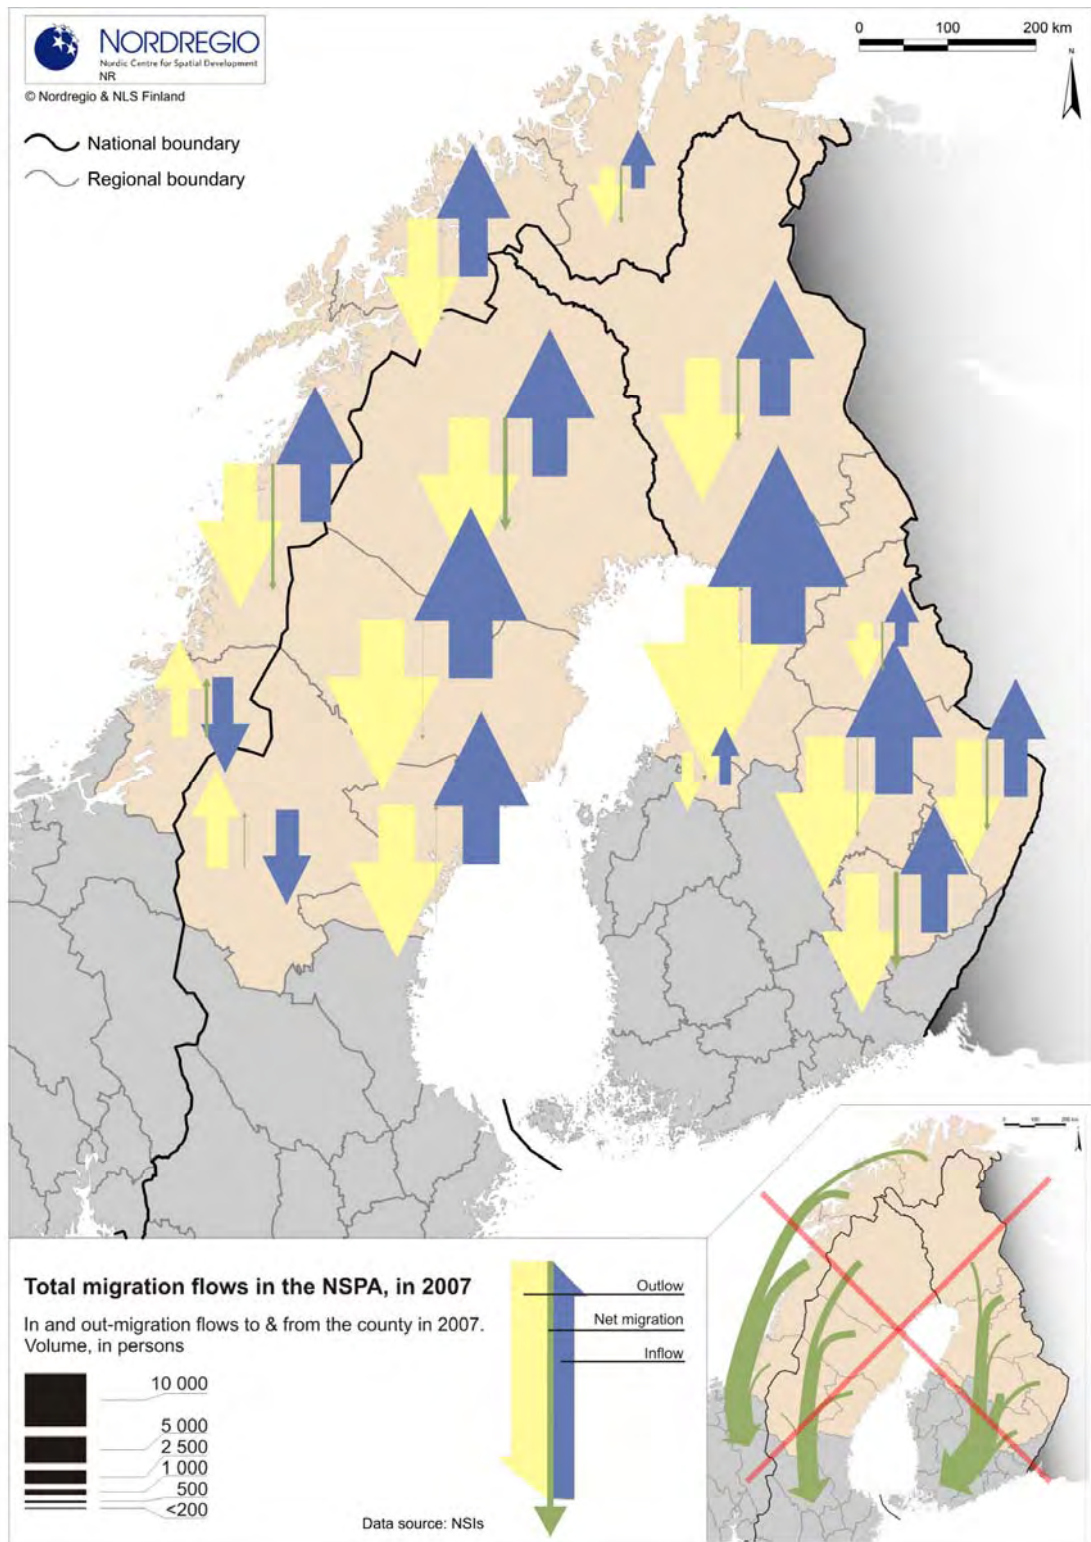 NORDREGIO
Nordic Centre for Spatial Development
NR
© Nordregio & NLS Finland
National boundary
Regional boundary
0 100 200 km
N
Total migration flows in the NSPA, in 2007
In and out-migration flows to & from the county in 2007.
Volume, in persons
10 000
5 000
2 500
1 000
500
<200
Outlow
Net migration
Inflow
Data source: NSIs